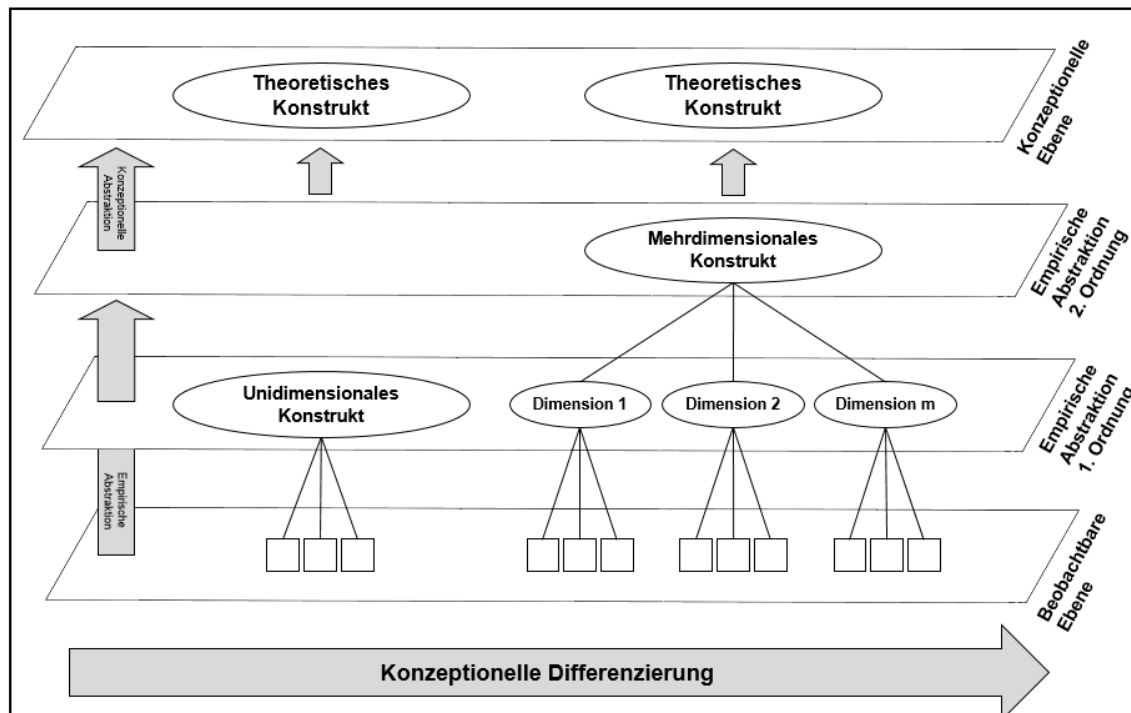 Theoretisches
Konstrukt
Theoretisches
Konstrukt
Konzeptionelle
Ebene
Konzeptionelle
Abstraktion
Mehrdimensionales
Konstrukt
Empirische
Abstraktion
2. Ordnung
Unidimensionales
Konstrukt
Dimension 1
Dimension 2
Dimension m
Empirische
Abstraktion
1. Ordnung
Empirische
Abstraktion
Beobachtbare
Ebene
Konzeptionelle Differenzierung